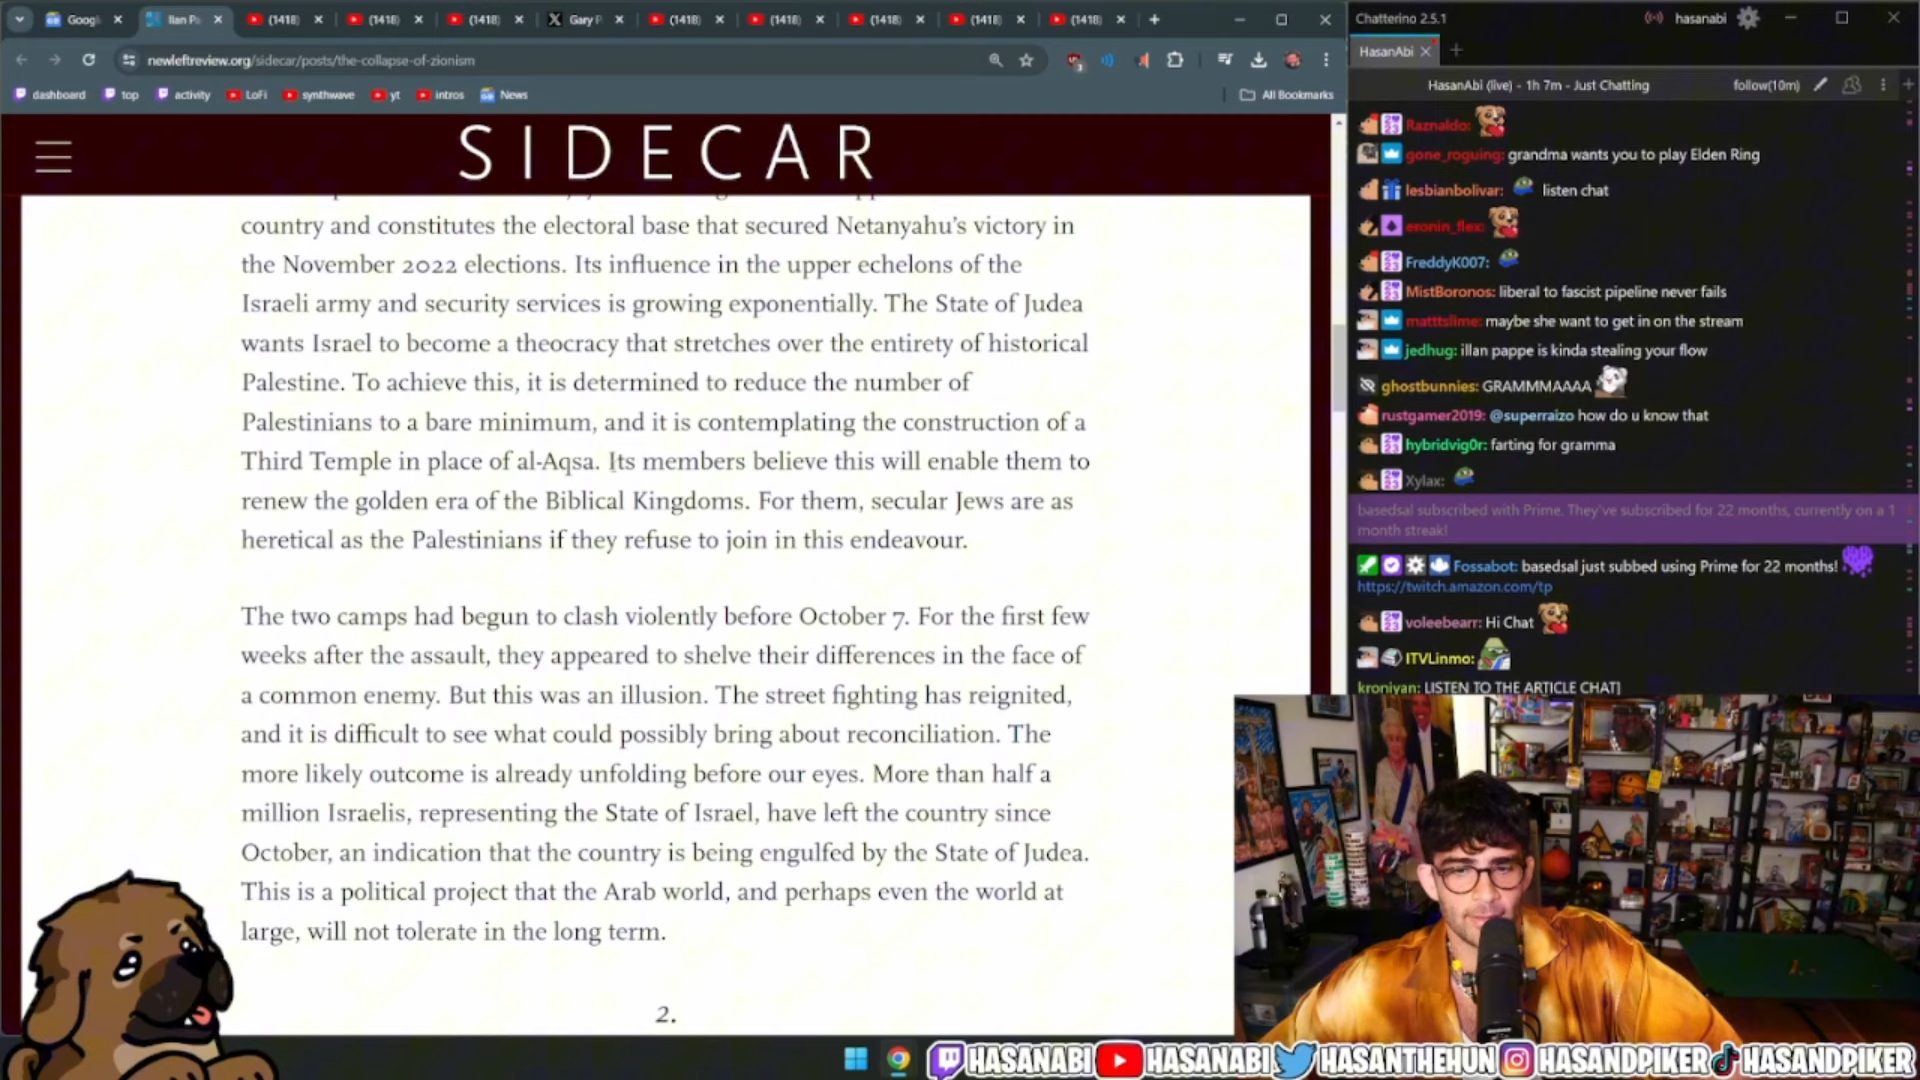 Googl
Ilan Pa
(1418)
(1418)
(1418)
Gary P
(1418)
(1418)
(1418)
(1418)
(1418)
newleftreview.org/sidecar/posts/the-collapse-of-zionism
dashboard
top
activity
LoFi
synthwave
yt
intros
News
All Bookmarks
SIDECAR
country and constitutes the electoral base that secured Netanyahu’s victory in
the November 2022 elections. Its influence in the upper echelons of the
Israeli army and security services is growing exponentially. The State of Judea
wants Israel to become a theocracy that stretches over the entirety of historical
Palestine. To achieve this, it is determined to reduce the number of
Palestinians to a bare minimum, and it is contemplating the construction of a
Third Temple in place of al-Aqsa. Its members believe this will enable them to
renew the golden era of the Biblical Kingdoms. For them, secular Jews are as
heretical as the Palestinians if they refuse to join in this endeavour.
The two camps had begun to clash violently before October 7. For the first few
weeks after the assault, they appeared to shelve their differences in the face of
a common enemy. But this was an illusion. The street fighting has reignited,
and it is difficult to see what could possibly bring about reconciliation. The
more likely outcome is already unfolding before our eyes. More than half a
million Israelis, representing the State of Israel, have left the country since
October, an indication that the country is being engulfed by the State of Judea.
This is a political project that the Arab world, and perhaps even the world at
large, will not tolerate in the long term.
2.
Chatterino 2.5.1
hasanabi
HasanAbi
HasanAbi (live) - 1h 7m - Just Chatting
follow(10m)
Raznaldo:
gone_roguing: grandma wants you to play Elden Ring
lesbianbolivar: listen chat
eronin_flex:
FreddyK007:
MistBoronos: liberal to fascist pipeline never fails
matttslime: maybe she want to get in on the stream
jedhug: illan pappe is kinda stealing your flow
ghostbunnies: GRAMMMAAAA
rustgamer2019: @superraizo how do u know that
hybridvig0r: farting for gramma
Xylax:
basedsal subscribed with Prime. They've subscribed for 22 months, currently on a 1
month streak!
Fossabot: basedsal just subbed using Prime for 22 months!
https://twitch.amazon.com/tp
voleebearr: Hi Chat
ITVLinmo:
kroniyan: LISTEN TO THE ARTICLE CHAT]
HASANABI
HASANABI
HASANTHEHUN
HASANDPIKER
HASANDPIKER